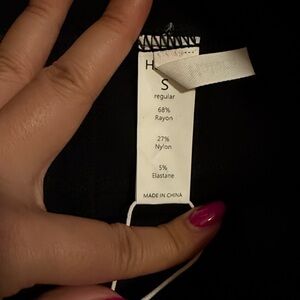 H
S
regular
68%
Rayon
27%
Nylon
5%
Elastane
MADE IN CHINA